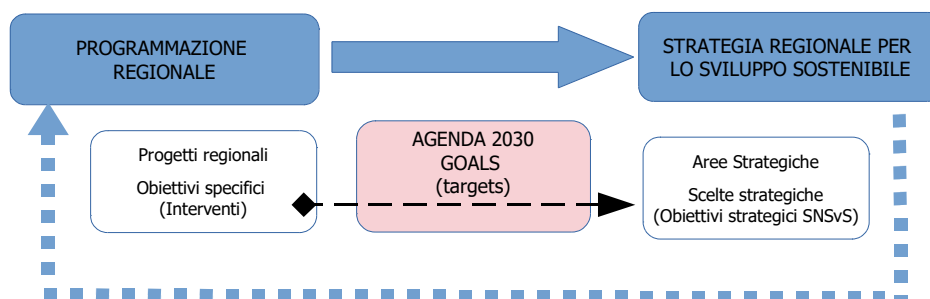 PROGRAMMAZIONE
REGIONALE
STRATEGIA REGIONALE PER
LO SVILUPPO SOSTENIBILE
Progetti regionali
Obiettivi specifici
(Interventi)
AGENDA 2030
GOALS
(targets)
Aree Strategiche
Scelte strategiche
(Obiettivi strategici SNSvS)